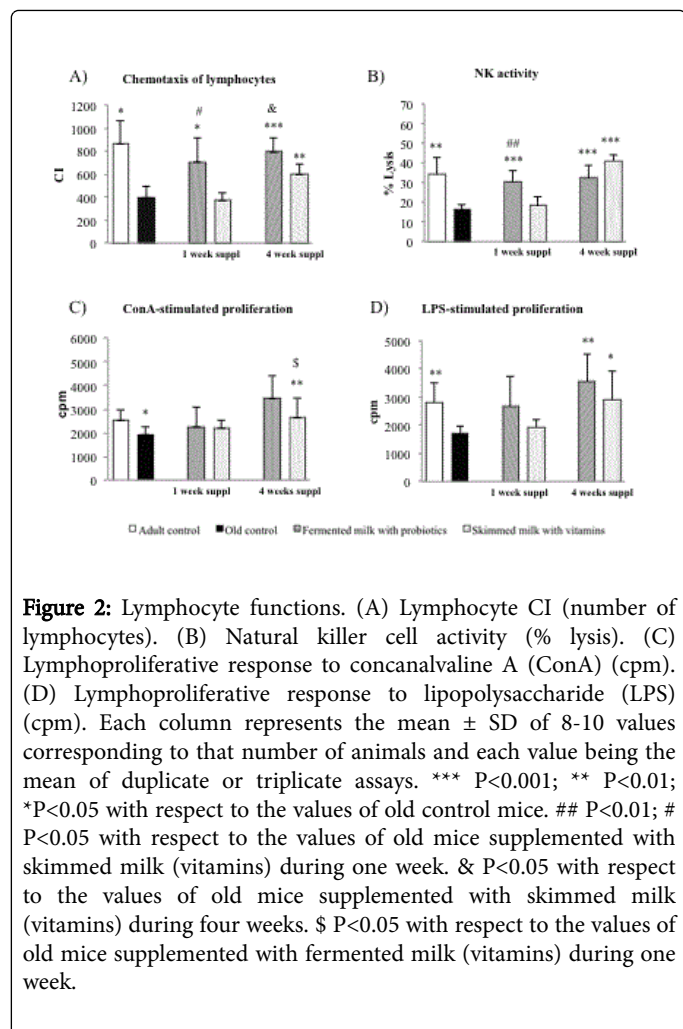 A) Chemotaxis of lymphocytes
CI
1200
1000
800
600
400
200
0
*
#
*
&
***
**
1 week suppl
4 week suppl
B) NK activity
% Lysis
70
60
50
40
30
20
10
0
**
##
***
***
***
1 week suppl
4 week suppl
C) ConA-stimulated proliferation
cpm
6000
5000
4000
3000
2000
1000
0
*
$
**
1 week suppl
4 weeks suppl
D) LPS-stimulated proliferation
cpm
5000
4000
3000
2000
1000
0
**
**
*
1 week suppl
4 weeks suppl
□ Adult control ■ Old control ■ Fermented milk with probiotics □ Skimmed milk with vitamins
Figure 2: Lymphocyte functions. (A) Lymphocyte CI (number of
lymphocytes). (B) Natural killer cell activity (% lysis). (C)
Lymphoproliferative response to concanalvaline A (ConA) (cpm).
(D) Lymphoproliferative response to lipopolysaccharide (LPS)
(cpm). Each column represents the mean ± SD of 8-10 values
corresponding to that number of animals and each value being the
mean of duplicate or triplicate assays. *** P<0.001; ** P<0.01;
*P<0.05 with respect to the values of old control mice. ## P<0.01; #
P<0.05 with respect to the values of old mice supplemented with
skimmed milk (vitamins) during one week. & P<0.05 with respect
to the values of old mice supplemented with skimmed milk
(vitamins) during four weeks. $ P<0.05 with respect to the values of
old mice supplemented with fermented milk (vitamins) during one
week.